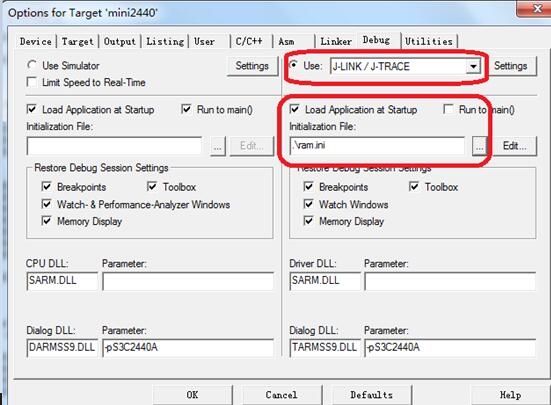 Options for Target 'mini2440'
Device Target Output Listing User C/C++ Asm Linker Debug Utilities
Use Simulator Settings Use: J-LINK / J-TRACE Settings
Limit Speed to Real-Time
Load Application at Startup Run to main() Load Application at Startup Run to main()
Initialization File: Initialization File:
... Edit... .\ram.ini ... Edit...
Restore Debug Session Settings Restore Debug Session Settings
Breakpoints Toolbox Breakpoints Toolbox
Watch- & Performance-Analyzer Windows Watch Windows
Memory Display Memory Display
CPU DLL: Parameter: Driver DLL: Parameter:
SARM.DLL SARM.DLL
Dialog DLL: Parameter: Dialog DLL: Parameter:
DARMSS9.DLL -pS3C2440A TARMSS9.DLL -pS3C2440A
OK Cancel Defaults Help